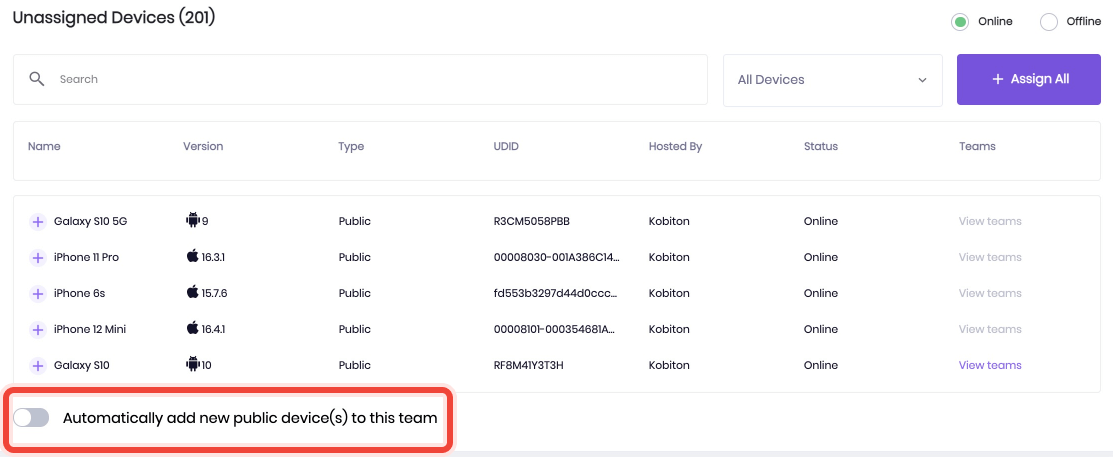 Unassigned Devices (201)
Online Offline
Search
All Devices
+ Assign All
Name Version Type UDID Hosted By Status Teams
Galaxy S10 5G 9 Public R3CM5058PBB Kobiton Online View teams
iPhone 11 Pro 16.3.1 Public 00008030-001A386C14... Kobiton Online View teams
iPhone 6s 15.7.6 Public fd553b3297d44d0ccc... Kobiton Online View teams
iPhone 12 Mini 16.4.1 Public 00008101-000354681A... Kobiton Online View teams
Galaxy S10 10 Public RF8M41Y3T3H Kobiton Online View teams
Automatically add new public device(s) to this team